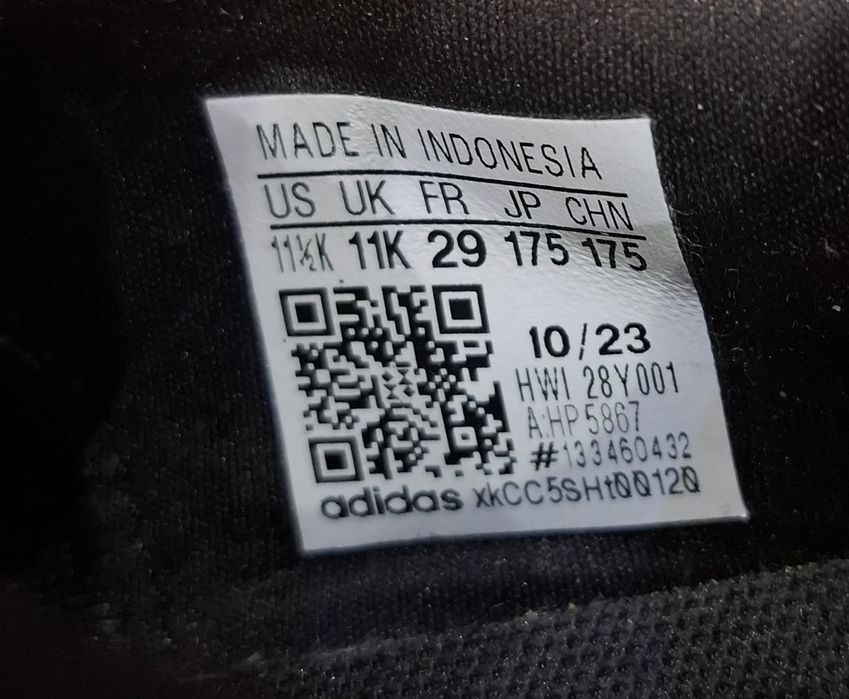 MADE IN INDONESIA
US UK FR JP CHN
11½K 11K 29 175 175
10/23
HWI 28Y001
A:HP5867
#133460432
adidas xkCC5SHt0Q120